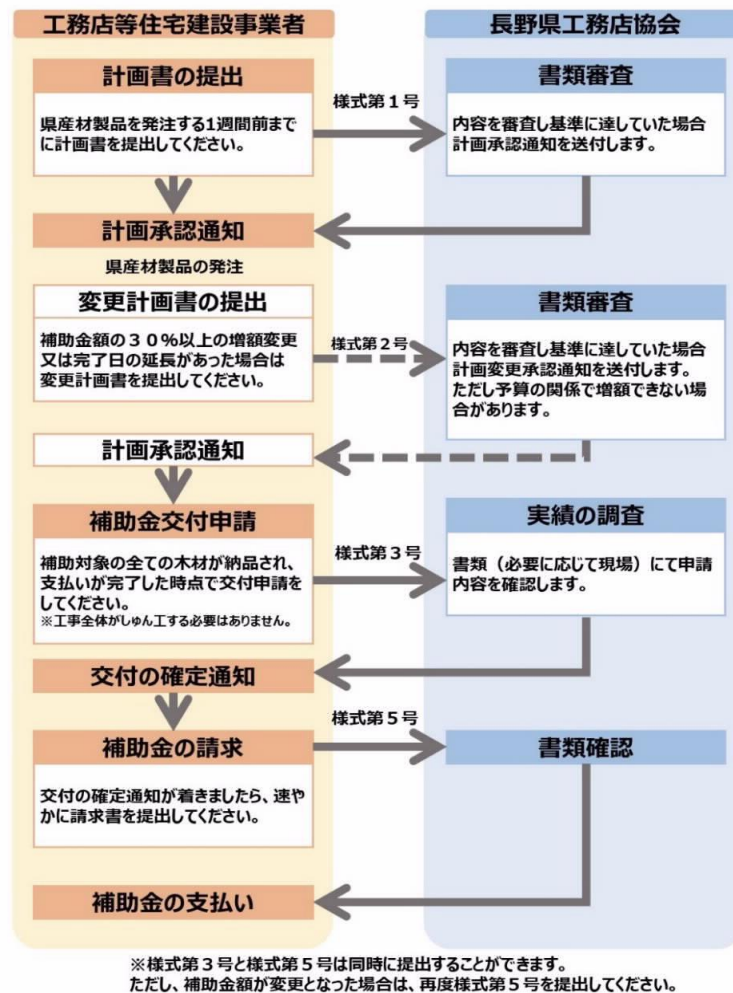 工務店等住宅建設事業者
長野県工務店協会
計画書の提出
県産材製品を発注する1週間前まで
に計画書を提出してください。
様式第１号
書類審査
内容を審査し基準に達していた場合
計画承認通知を送付します。
計画承認通知
県産材製品の発注
変更計画書の提出
補助金額の３０％以上の増額変更
又は完了日の延長があった場合は
変更計画書を提出してください。
様式第２号
書類審査
内容を審査し基準に達していた場合
計画変更承認通知を送付します。
ただし予算の関係で増額できない場
合があります。
計画承認通知
補助金交付申請
補助対象の全ての木材が納品され、
支払いが完了した時点で交付申請を
してください。
※工事全体がしゅん工する必要はありません。
様式第３号
実績の調査
書類（必要に応じて現場）にて申請
内容を確認します。
交付の確定通知
様式第５号
補助金の請求
交付の確定通知が着きましたら、速や
かに請求書を提出してください。
書類確認
補助金の支払い
※様式第３号と様式第５号は同時に提出することができます。
ただし、補助金額が変更となった場合は、再度様式第５号を提出してください。